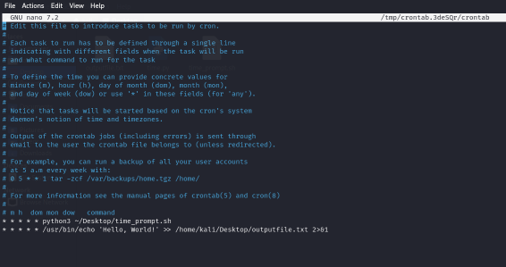 File Actions Edit View Help
GNU nano 7.2 /tmp/crontab.3deSQr/crontab
# Edit this file to introduce tasks to be run by cron.
#
# Each task to run has to be defined through a single line
# indicating with different fields when the task will be run
# and what command to run for the task
#
# To define the time you can provide concrete values for
# minute (m), hour (h), day of month (dom), month (mon),
# and day of week (dow) or use '*' in these fields (for 'any').
#
# Notice that tasks will be started based on the cron's system
# daemon's notion of time and timezones.
#
# Output of the crontab jobs (including errors) is sent through
# email to the user the crontab file belongs to (unless redirected).
#
# For example, you can run a backup of all your user accounts
# at 5 a.m every week with:
# 0 5 * * 1 tar -zcf /var/backups/home.tgz /home/
#
# For more information see the manual pages of crontab(5) and cron(8)
#
# m h  dom mon dow   command
* * * * * python3 ~/Desktop/time_prompt.sh
* * * * * /usr/bin/echo 'Hello, World!' >> /home/kali/Desktop/outputfile.txt 2>&1